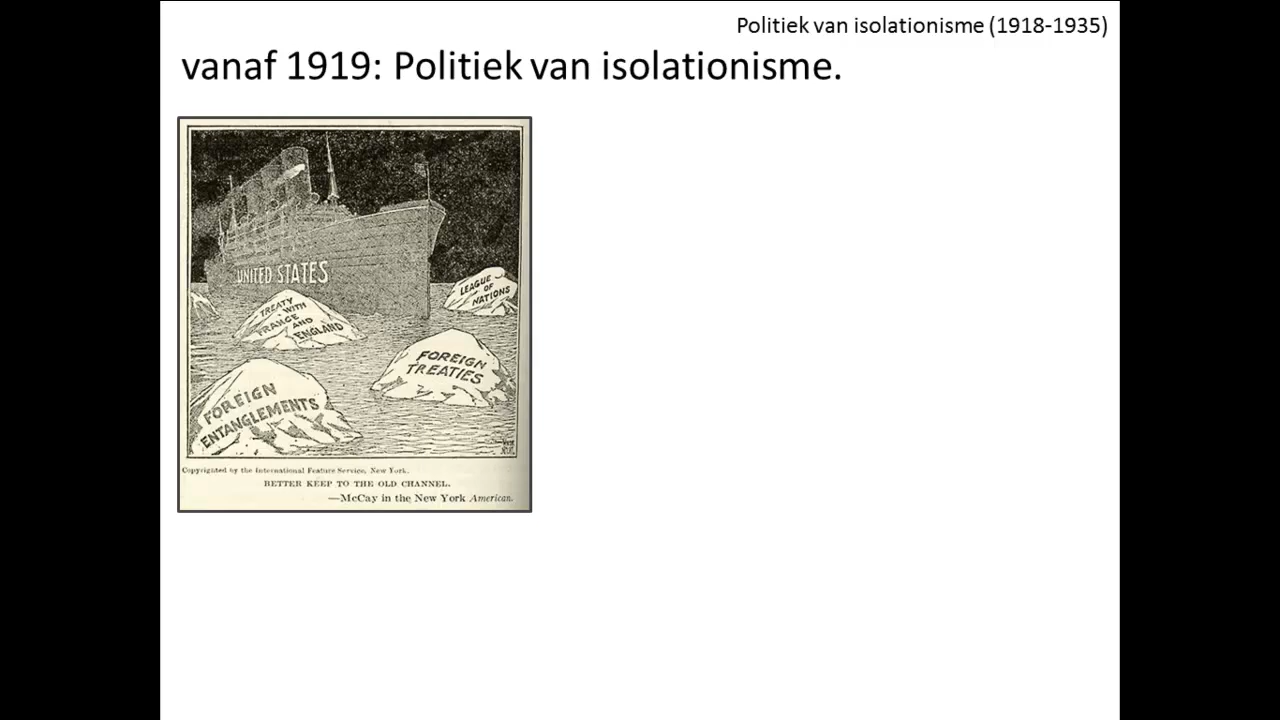 Politiek van isolationisme (1918-1935)
vanaf 1919: Politiek van isolationisme.
UNITED STATES
LEAGUE
OF
NATIONS
TREATY
WITH
FRANCE
AND
ENGLAND
FOREIGN
TREATIES
FOREIGN
ENTANGLEMENTS
Copyrighted by the International Feature Service, New York.
BETTER KEEP TO THE OLD CHANNEL.
—McCay in the New York American.